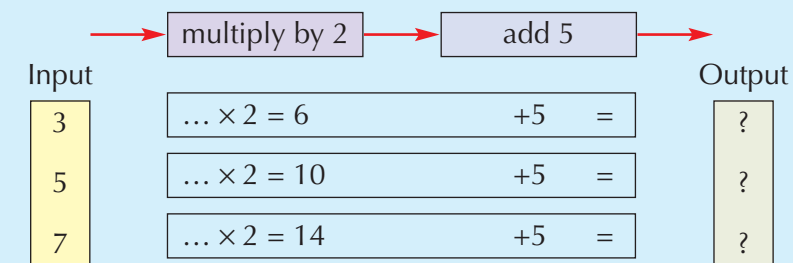 multiply by 2 add 5
Input Output
3 … × 2 = 6 +5 = ?
5 … × 2 = 10 +5 = ?
7 … × 2 = 14 +5 = ?